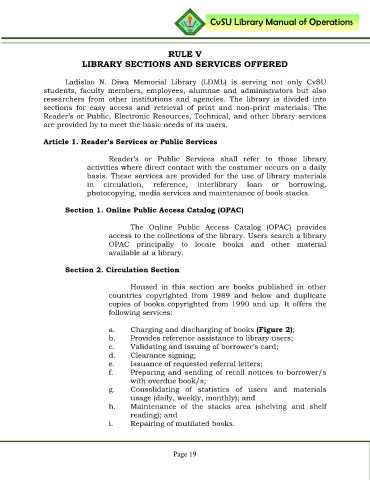 CvSU Library Manual of Operations
RULE V
LIBRARY SECTIONS AND SERVICES OFFERED
Ladislao N. Diwa Memorial Library (LDML) is serving not only CvSU
students, faculty members, employees, alumnae and administrators but also
researchers from other institutions and agencies. The library is divided into
sections for easy access and retrieval of print and non-print materials. The
Reader's or Public, Electronic Resources, Technical, and other library services
are provided by to meet the basic needs of its users.
Article 1. Reader's Services or Public Services
Reader's or Public Services shall refer to those library
activities where direct contact with the costumer occurs on a daily
basis. These services are provided for the use of library materials
in circulation, reference, interlibrary loan or borrowing,
photocopying, media services and maintenance of book stacks.
Section 1. Online Public Access Catalog (OPAC)
The Online Public Access Catalog (OPAC) provides
access to the collections of the library. Users search a library
OPAC principally to locate books and other material
available at a library.
Section 2. Circulation Section
Housed in this section are books published in other
countries copyrighted from 1989 and below and duplicate
copies of books copyrighted from 1990 and up. It offers the
following services:
a. Charging and discharging of books (Figure 2);
b. Provides reference assistance to library users;
c. Validating and issuing of borrower's card;
d. Clearance signing;
e. Issuance of requested referral letters;
f. Preparing and sending of recall notices to borrower/s
with overdue book/s;
g. Consolidating of statistics of users and materials
usage (daily, weekly, monthly); and
h. Maintenance of the stacks area (shelving and shelf
reading); and
i. Repairing of mutilated books.
Page 19